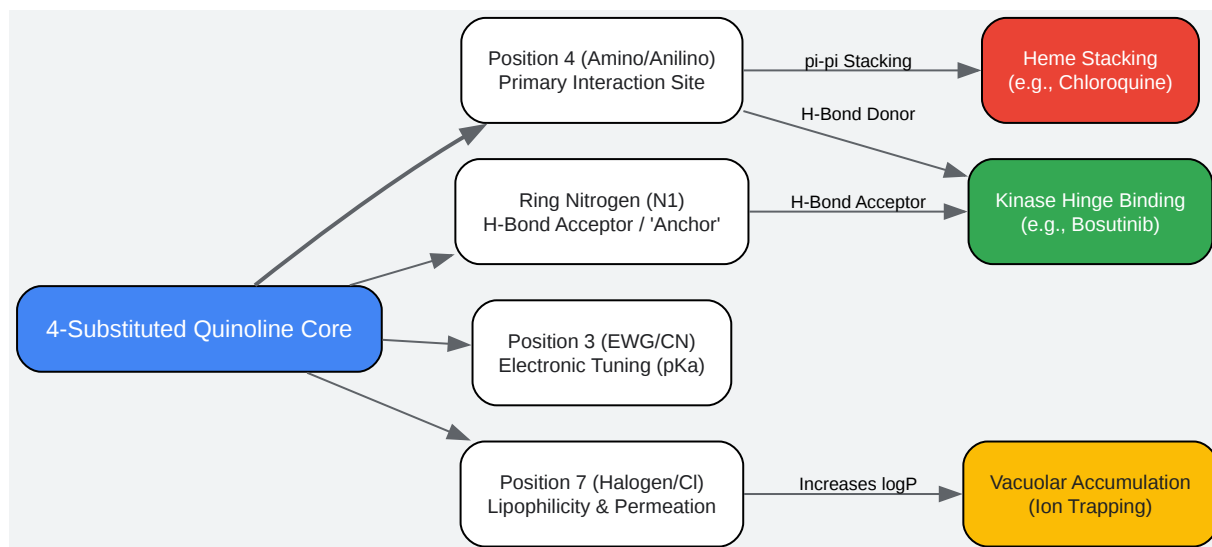 4-Substituted Quinoline Core
Position 4 (Amino/Anilino)
Primary Interaction Site
pi-pi Stacking
Heme Stacking
(e.g., Chloroquine)
H-Bond Donor
Ring Nitrogen (N1)
H-Bond Acceptor / 'Anchor'
H-Bond Acceptor
Kinase Hinge Binding
(e.g., Bosutinib)
Position 3 (EWG/CN)
Electronic Tuning (pKa)
Position 7 (Halogen/Cl)
Lipophilicity & Permeation
Increases logP
Vacuolar Accumulation
(Ion Trapping)